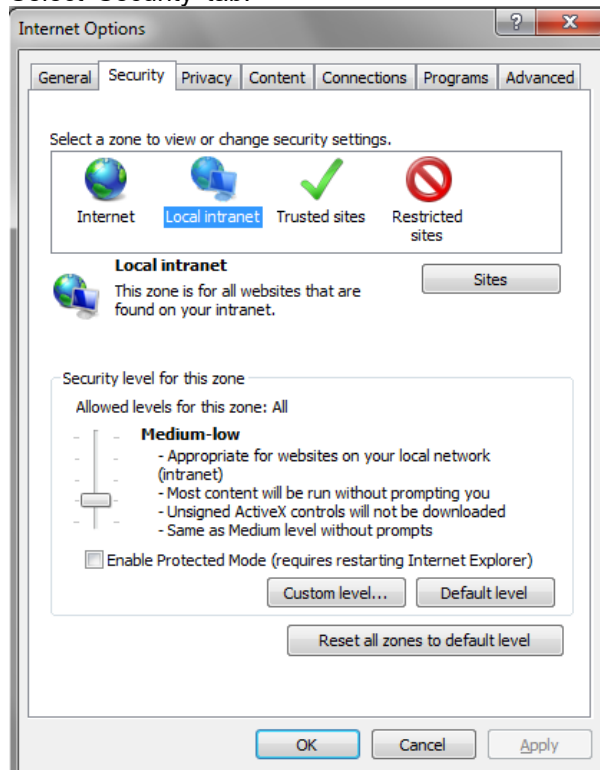 Select Security tab.
Internet Options
General Security Privacy Content Connections Programs Advanced
Select a zone to view or change security settings.
Internet Local intranet Trusted sites Restricted
sites
Local intranet
Sites
This zone is for all websites that are
found on your intranet.
Security level for this zone
Allowed levels for this zone: All
Medium-low
- Appropriate for websites on your local network
(intranet)
- Most content will be run without prompting you
- Unsigned ActiveX controls will not be downloaded
- Same as Medium level without prompts
Enable Protected Mode (requires restarting Internet Explorer)
Custom level... Default level
Reset all zones to default level
OK Cancel Apply